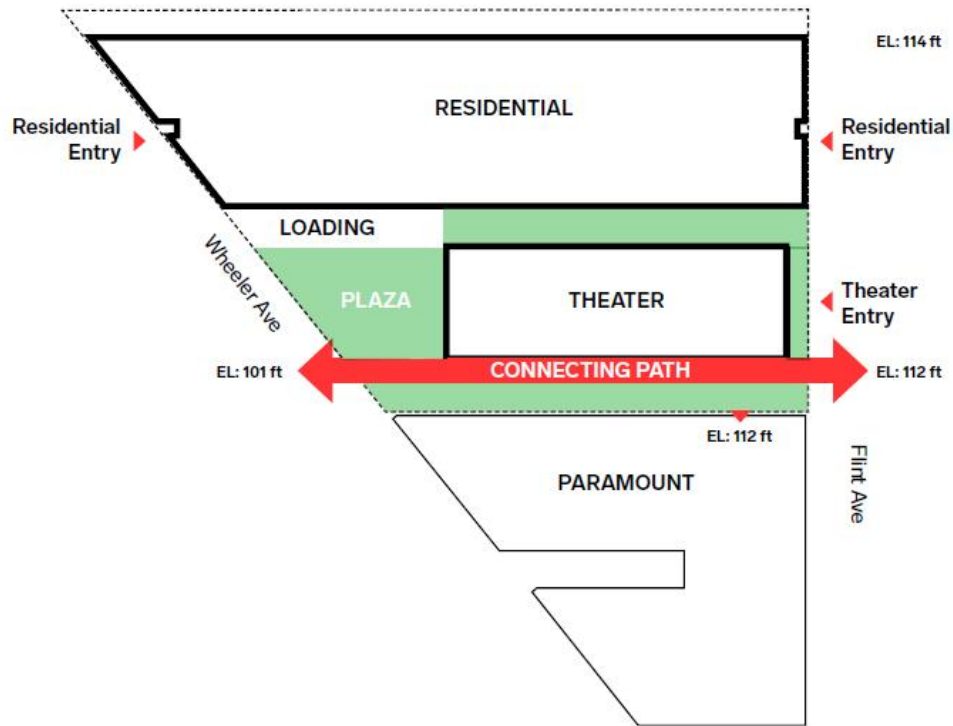 EL: 114 ft
RESIDENTIAL
Residential
Entry
Residential
Entry
LOADING
Wheeler Ave
PLAZA
THEATER
Theater
Entry
EL: 101 ft
CONNECTING PATH
EL: 112 ft
EL: 112 ft
Flint Ave
PARAMOUNT